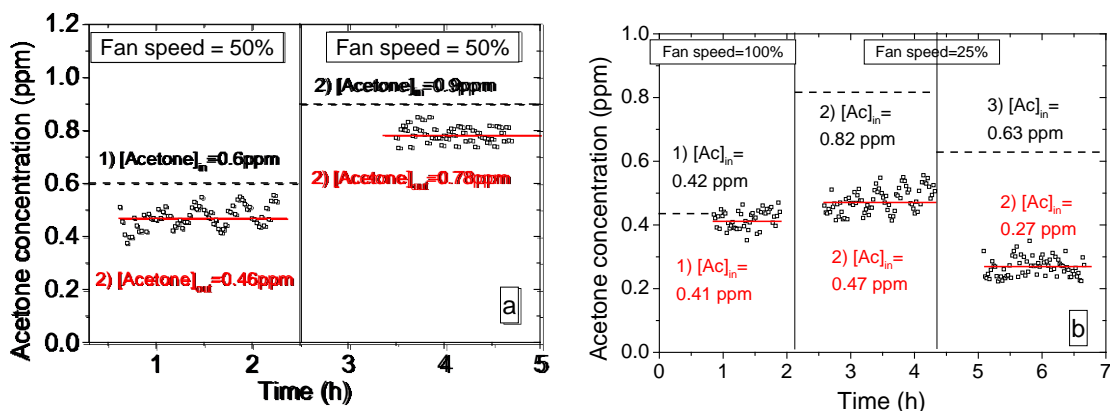 Acetone concentration (ppm)
1.2
1.0
0.8
0.6
0.4
0.2
0.0
Fan speed = 50%
Fan speed = 50%
2) [Acetone]in=0.9ppm
1) [Acetone]in=0.6ppm
2) [Acetone]out=0.78ppm
2) [Acetone]out=0.46ppm
a
1 2 3 4 5
Time (h)
Acetone concentration (ppm)
1.0
0.8
0.6
0.4
0.2
0.0
Fan speed=100%
Fan speed=25%
1) [Ac]in=
0.42 ppm
2) [Ac]in=
0.82 ppm
3) [Ac]in=
0.63 ppm
1) [Ac]in=
0.41 ppm
2) [Ac]in=
0.47 ppm
2) [Ac]in=
0.27 ppm
b
0 1 2 3 4 5 6 7
Time (h)